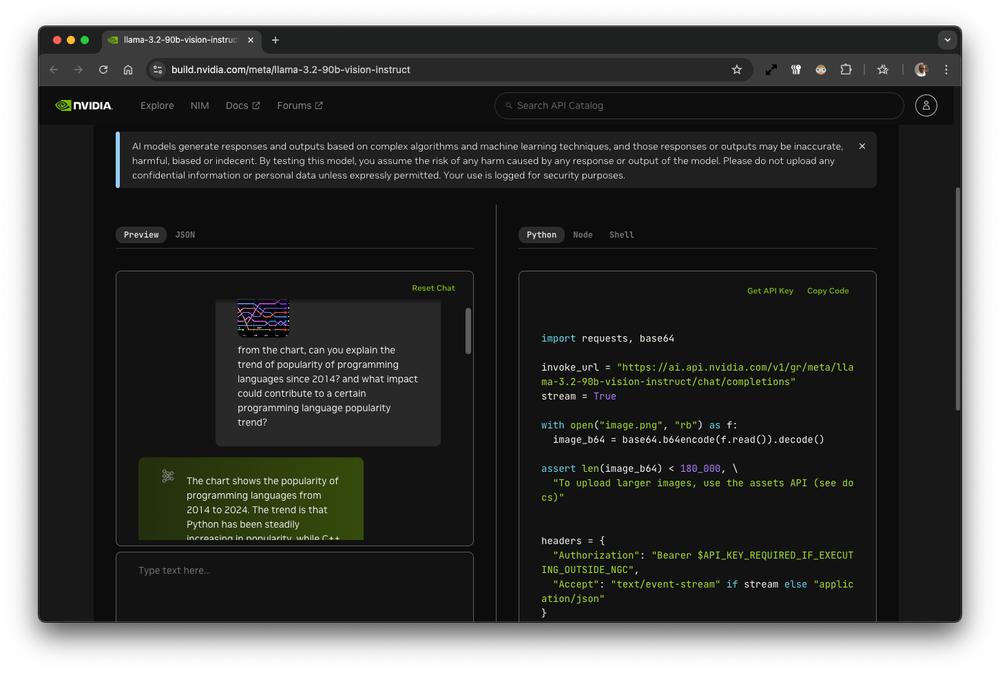 llama-3.2-90b-vision-instruct
build.nvidia.com/meta/llama-3.2-90b-vision-instruct
NVIDIA
Explore
NIM
Docs
Forums
Search API Catalog
AI models generate responses and outputs based on complex algorithms and machine learning techniques, and those responses or outputs may be inaccurate,
harmful, biased or indecent. By testing this model, you assume the risk of any harm caused by any response or output of the model. Please do not upload any
confidential information or personal data unless expressly permitted. Your use is logged for security purposes.
Preview
JSON
Reset Chat
from the chart, can you explain the
trend of popularity of programming
languages since 2014? and what impact
could contribute to a certain
programming language popularity
trend?
The chart shows the popularity of
programming languages from
2014 to 2024. The trend is that
Python has been steadily
increasing in popularity, while C++
Type text here...
Python
Node
Shell
Get API Key
Copy Code
import requests, base64
invoke_url = "https://ai.api.nvidia.com/v1/gr/meta/lla
ma-3.2-90b-vision-instruct/chat/completions"
stream = True
with open("image.png", "rb") as f:
  image_b64 = base64.b64encode(f.read()).decode()
assert len(image_b64) < 180_000, \
  "To upload larger images, use the assets API (see do
cs)"
headers = {
  "Authorization": "Bearer $API_KEY_REQUIRED_IF_EXECUT
ING_OUTSIDE_NGC",
  "Accept": "text/event-stream" if stream else "applic
ation/json"
}